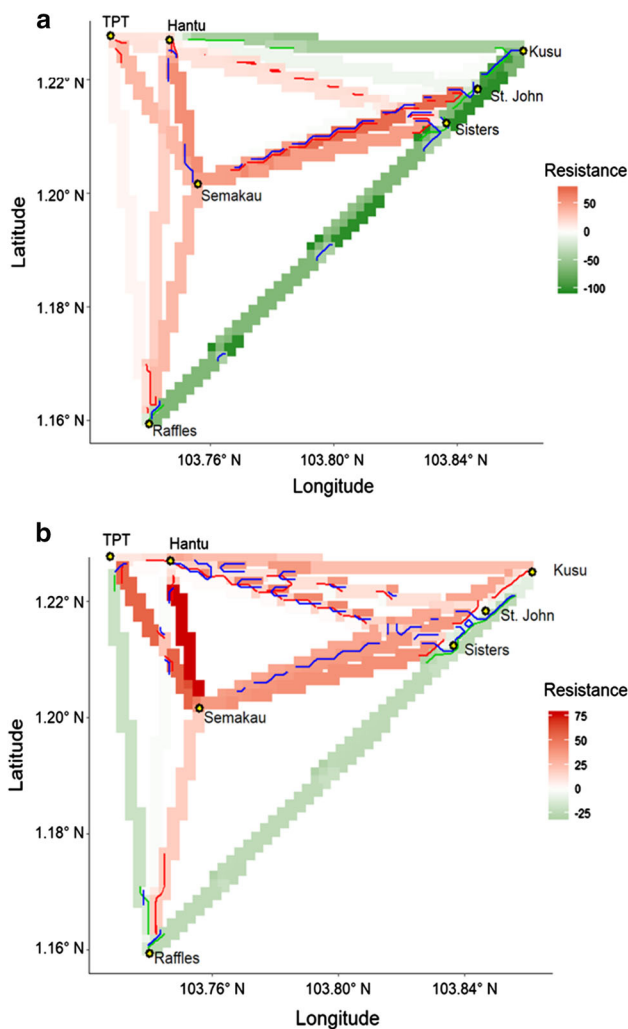 a
TPT
Hantu
Kusu
St. John
Sisters
Semakau
Raffles
1.22°
1.20° N
1.18° N
1.16° N
Latitude
103.76° N
103.80° N
103.84° N
Longitude
Resistance
50
0
-50
-100
b
TPT
Hantu
Kusu
St. John
Sisters
Semakau
Raffles
1.22° N
1.20° N
1.18° N
1.16° N
Latitude
103.76° N
103.80° N
103.84° N
Longitude
Resistance
75
50
25
0
-25